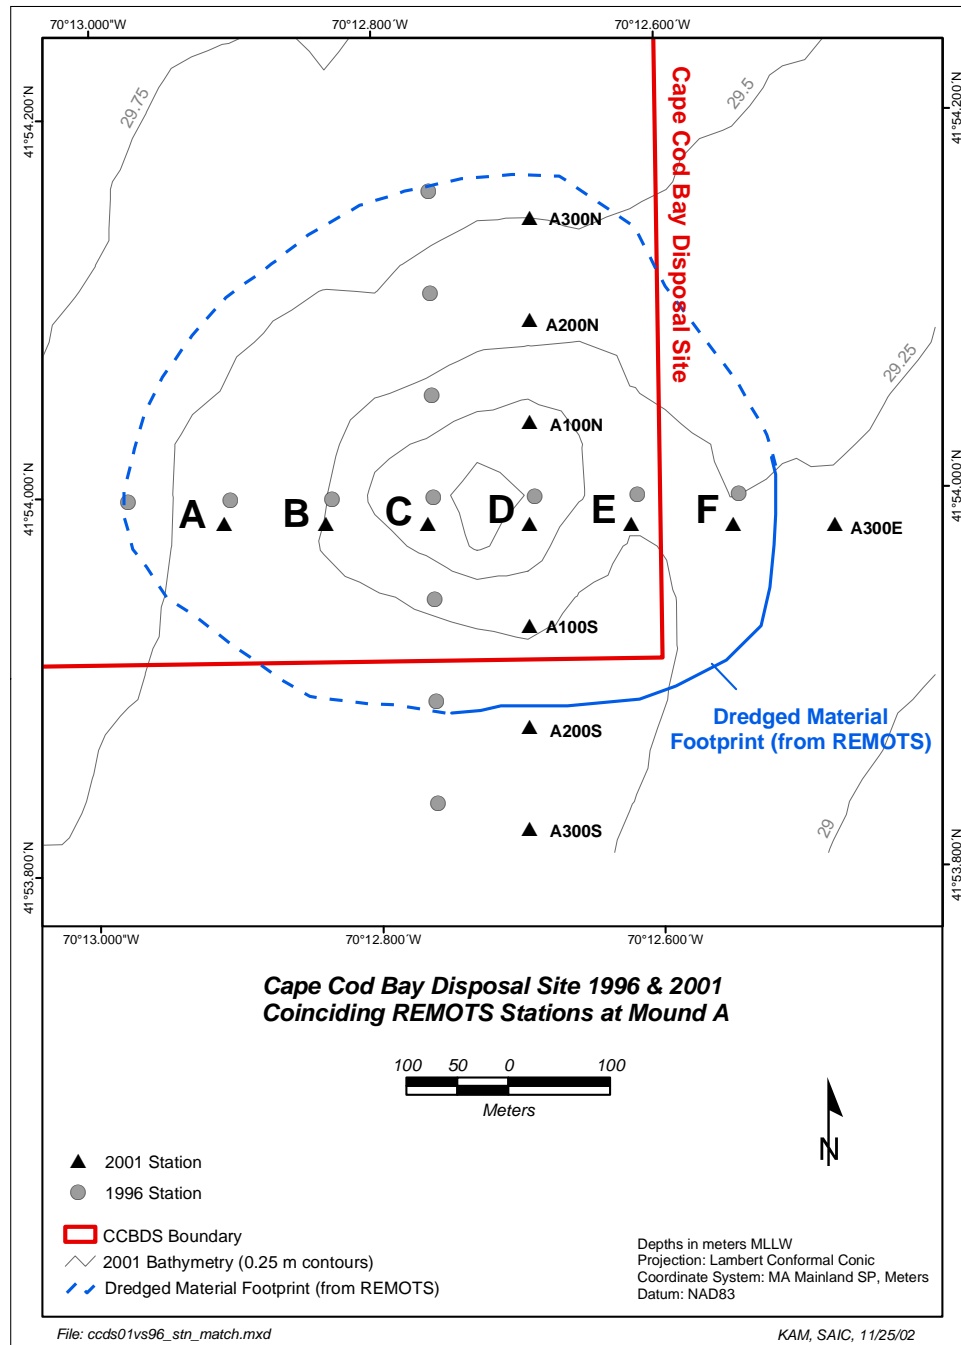 70°13.000"W
70°12.800"W
70°12.600"W
41°54.200'N
41°54.200'N
29.75
29.5
Cape Cod Bay Disposal Site
A300N
A200N
29.25
A100N
41°54.000'N
41°54.000'N
A B C D E F
A300E
A100S
Dredged Material
Footprint (from REMOTS)
A200S
A300S
29
41°53.800'N
41°53.800'N
70°13.000"W
70°12.800'W
70°12.600'W
Cape Cod Bay Disposal Site 1996 & 2001
Coinciding REMOTS Stations at Mound A
100 50 0 100
Meters
N
2001 Station
1996 Station
CCBDS Boundary
2001 Bathymetry (0.25 m contours)
Dredged Material Footprint (from REMOTS)
Depths in meters MLLW
Projection: Lambert Conformal Conic
Coordinate System: MA Mainland SP, Meters
Datum: NAD83
File: ccds01vs96_stn_match.mxd
KAM, SAIC, 11/25/02